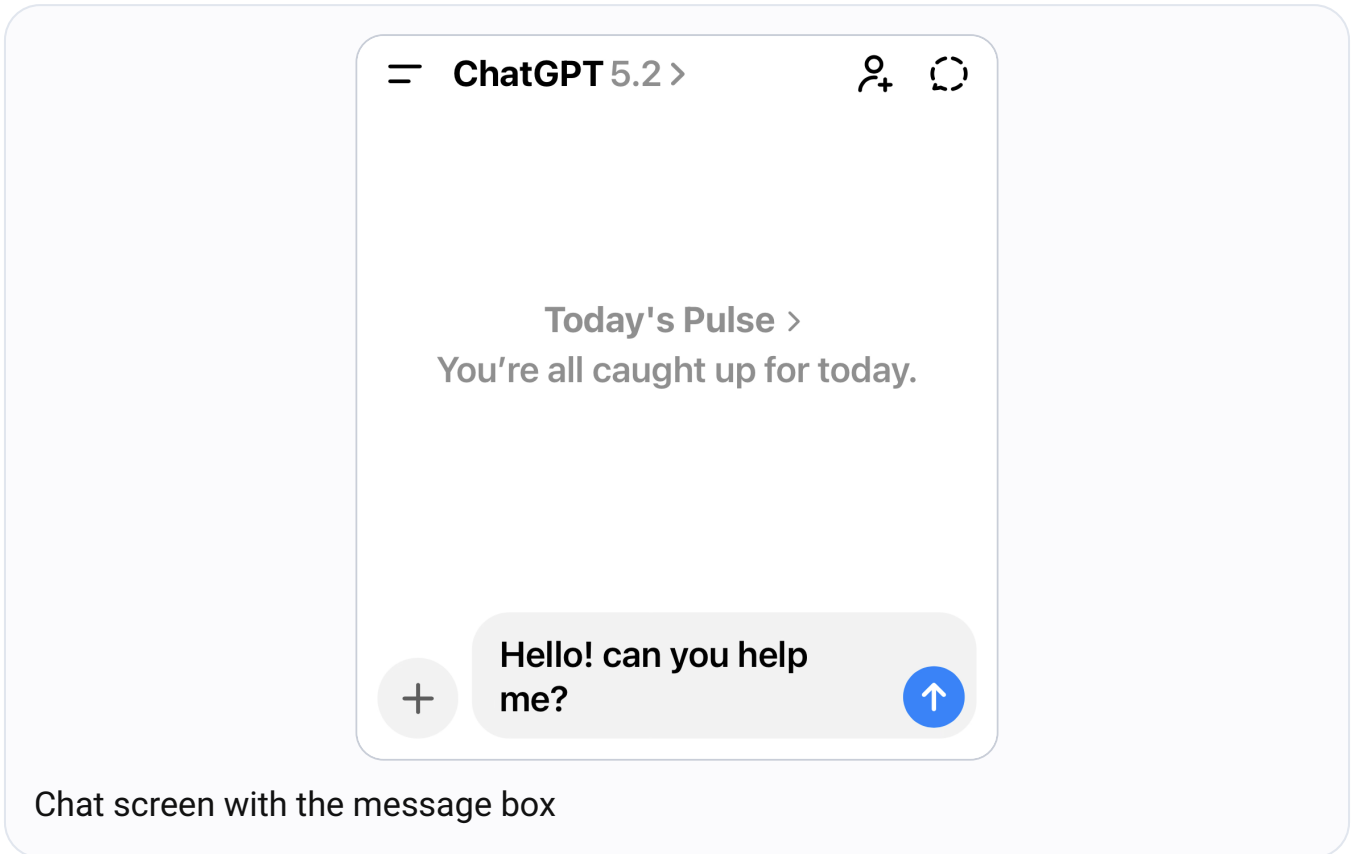 ChatGPT 5.2 >
Today's Pulse >
You’re all caught up for today.
Hello! can you help
me?
Chat screen with the message box